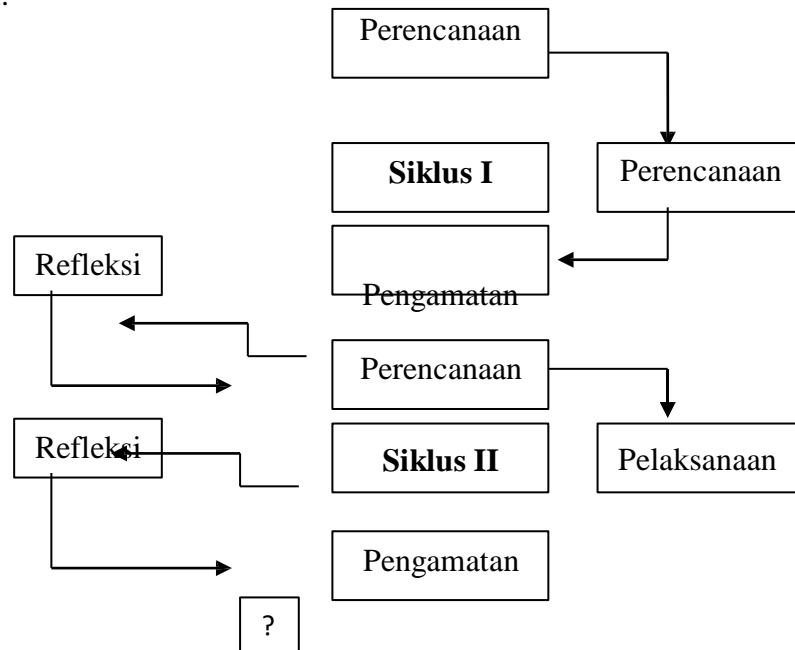 .
Perencanaan
Siklus I
Perencanaan
Refleksi
Pengamatan
Perencanaan
Refleksi
Siklus II
Pelaksanaan
Pengamatan
?